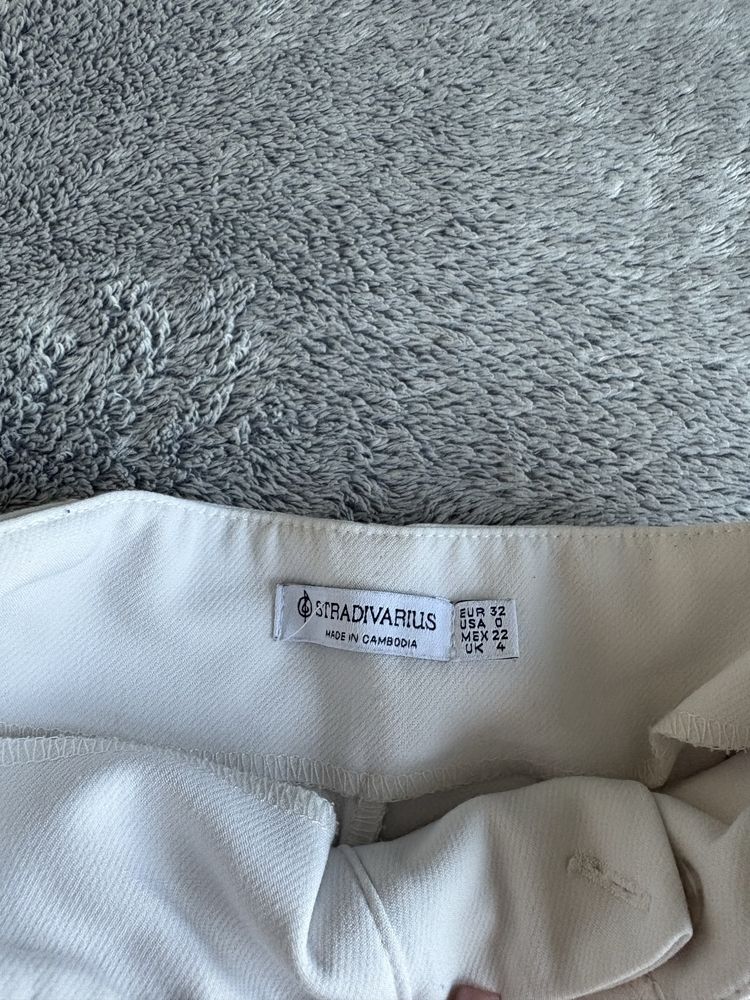 STRADIVARIUS
MADE IN CAMBODIA
EUR 32
USA 0
MEX 22
UK 4